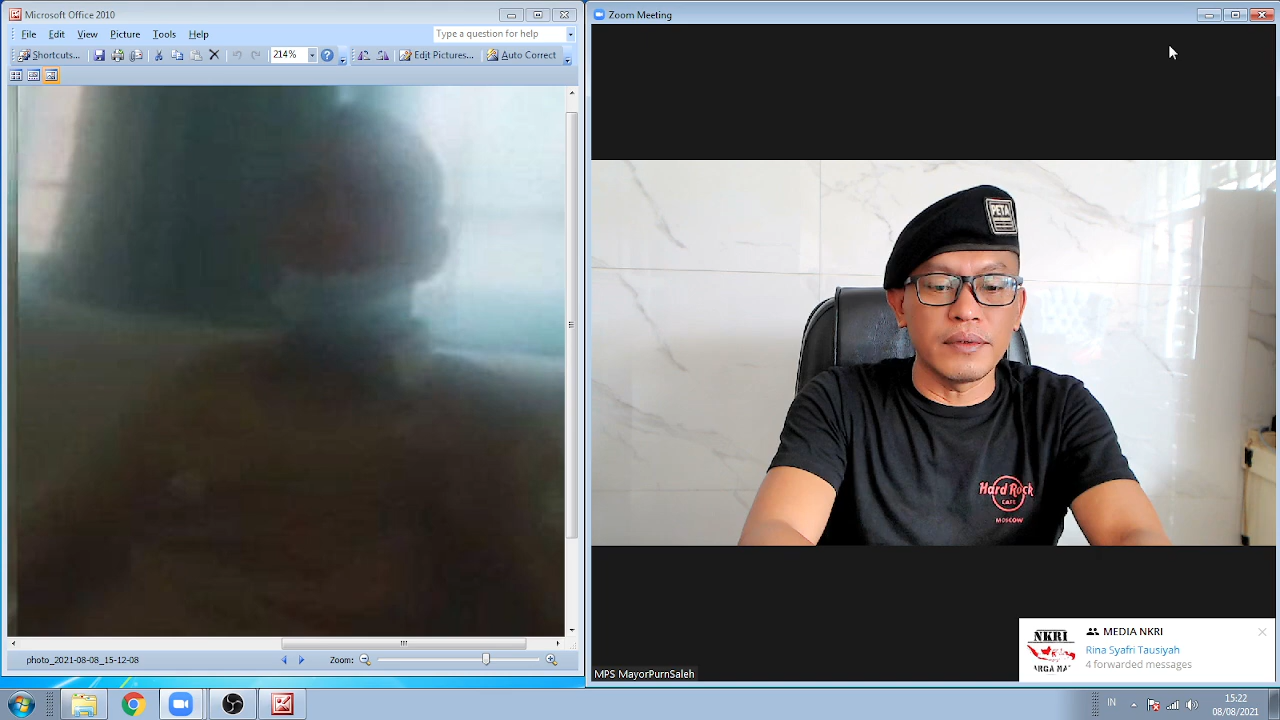 Microsoft Office 2010
File Edit View Picture Tools Help
Type a question for help
Shortcuts...
214%
Edit Pictures...
Auto Correct
photo_2021-08-08_15-12-08
Zoom:
Zoom Meeting
PETA
Hard Rock
CAFE
MOSCOW
MPS MayorPurnSaleh
NKRI
ARGA MA
MEDIA NKRI
Rina Syafri Tausiyah
4 forwarded messages
IN
15:22
08/08/2021